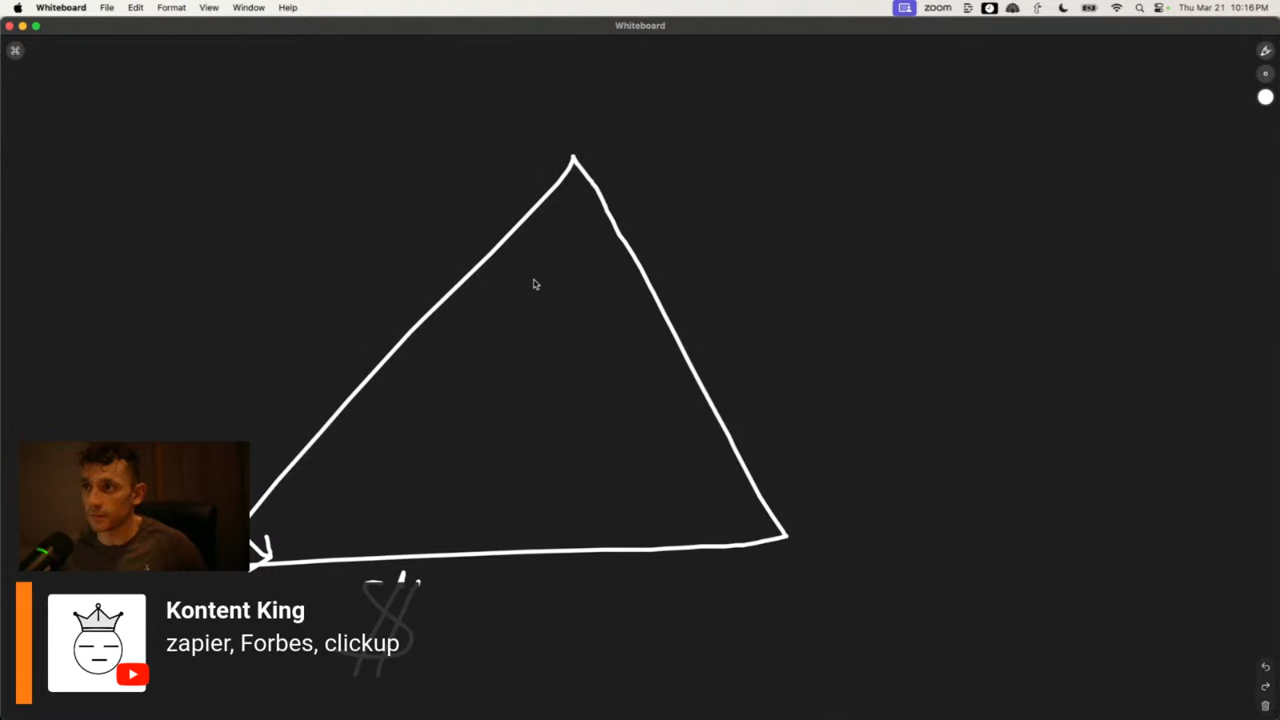 Whiteboard File Edit Format View Window Help zoom Thu Mar 21 10:16 PM
Whiteboard
$
Kontent King
zapier, Forbes, clickup